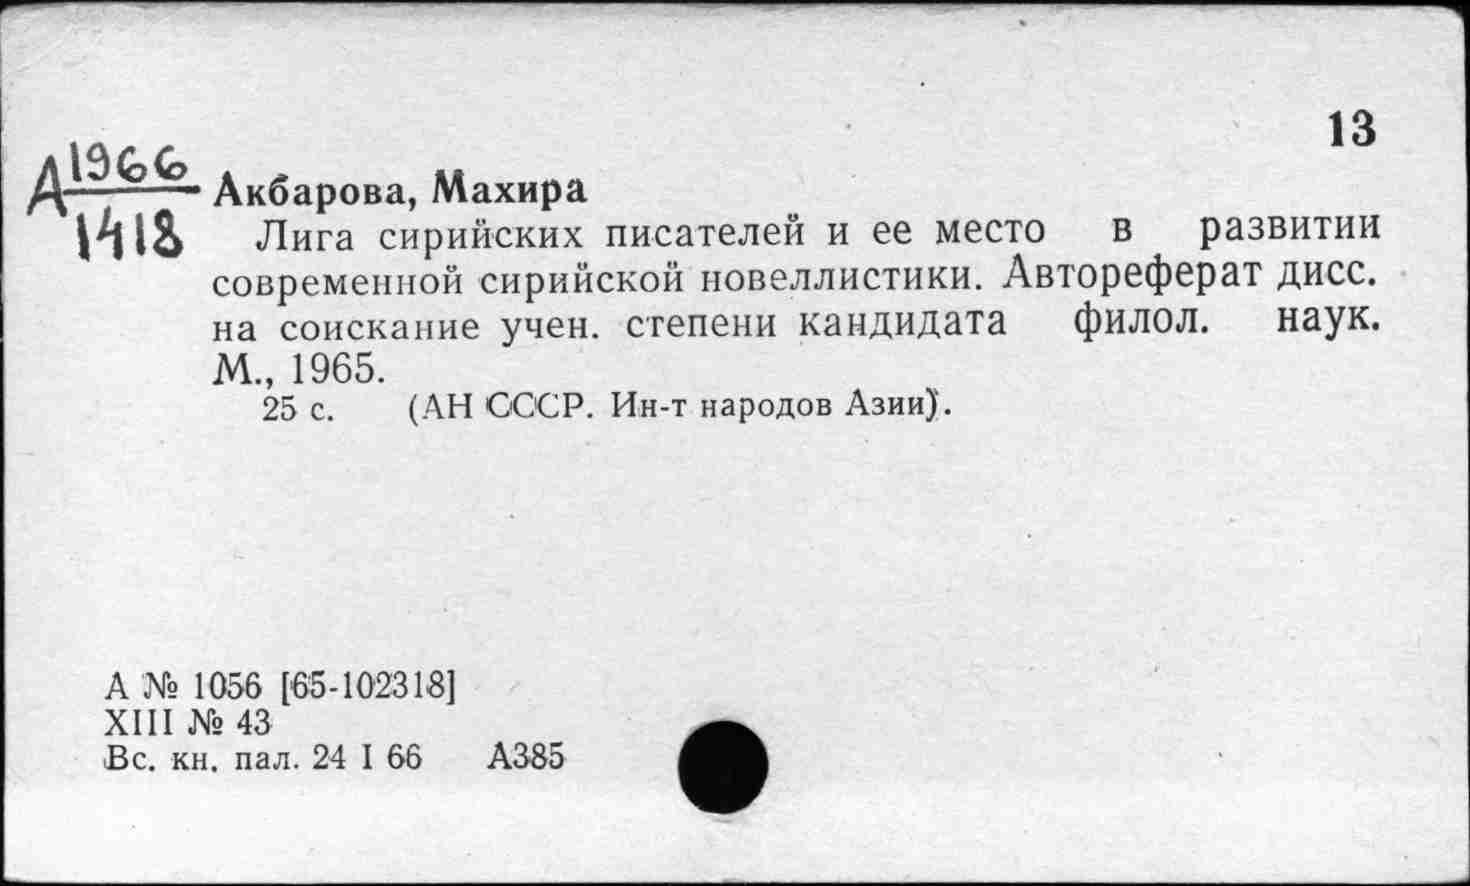 13
Д 1966
1418
Акбарова, Махира
Лига сирийских писателей и ее место в развитии
современной сирийской новеллистики. Автореферат дисс.
на соискание учен. степени кандидата филол. наук.
М., 1965.
25 с. (АН СССР. Ин-т народов Азии).
А № 1056 [65-102318]
XIII № 43
Вс. кн. пал. 24 I 66 А385